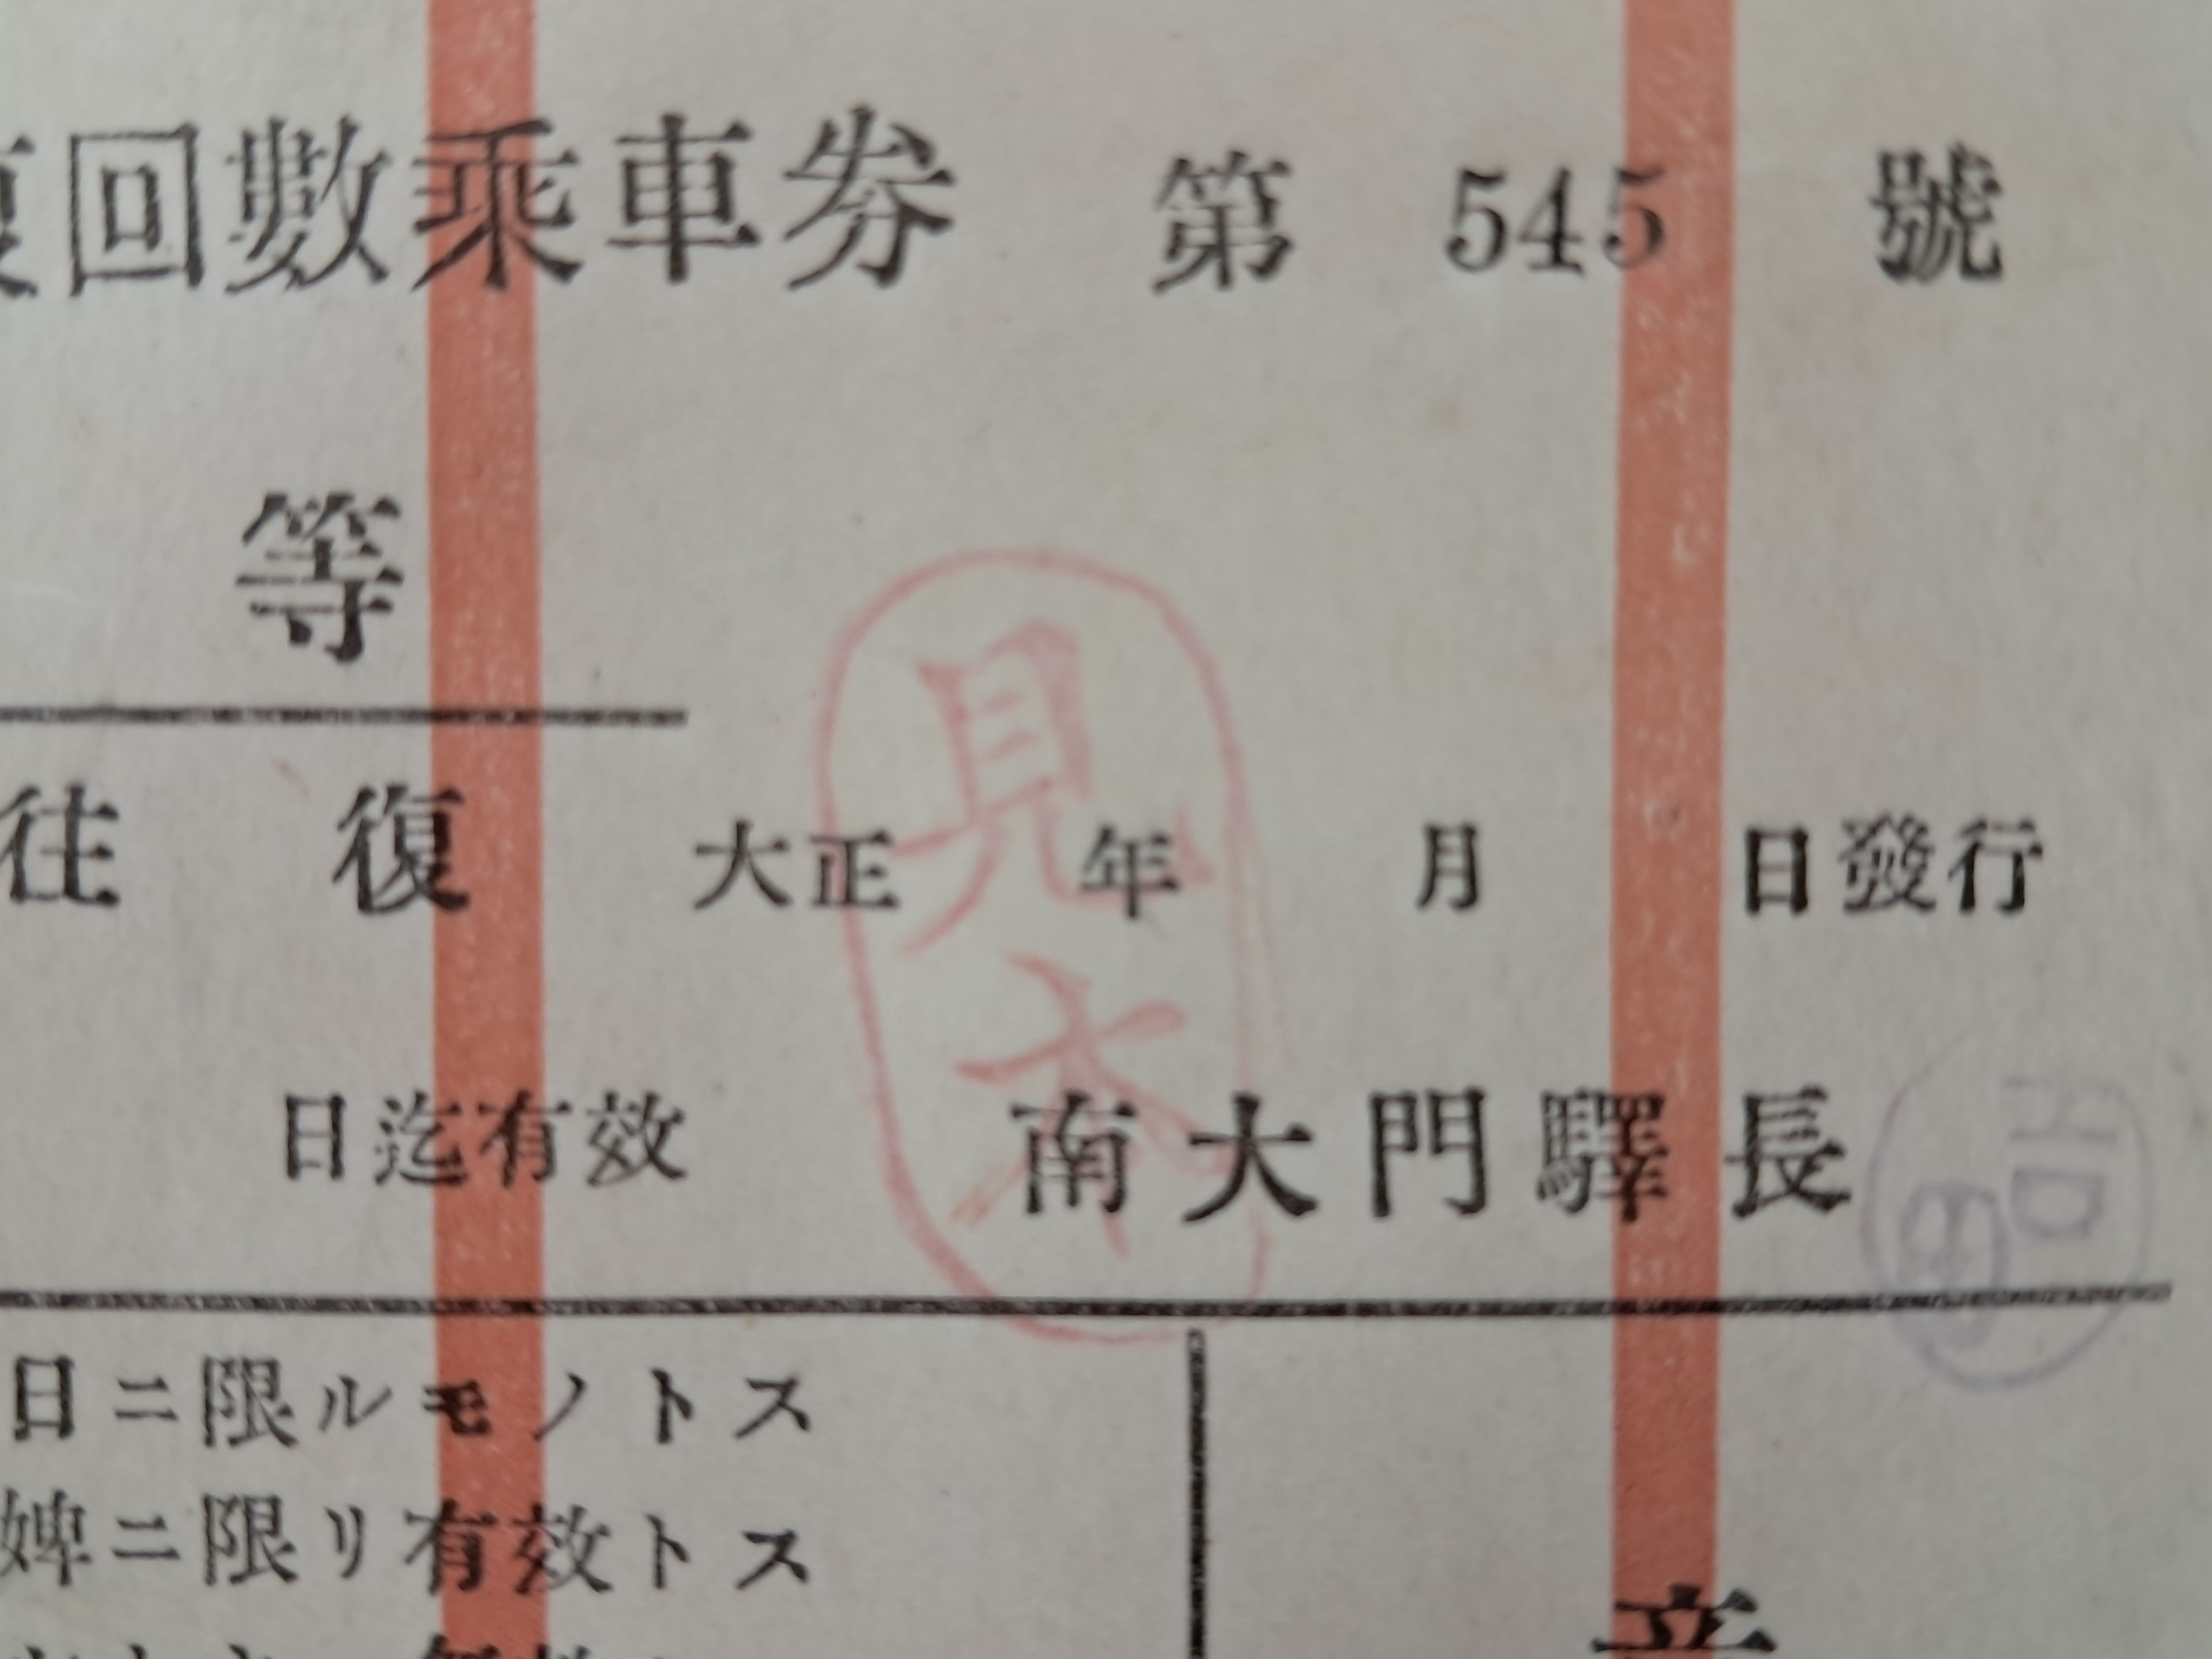 復回數乘車券 第 545 號
等
往復 大正 年 月 日發行
日迄有效 南大門驛長
見本
日ニ限ルモノトス
婢ニ限リ有效トス